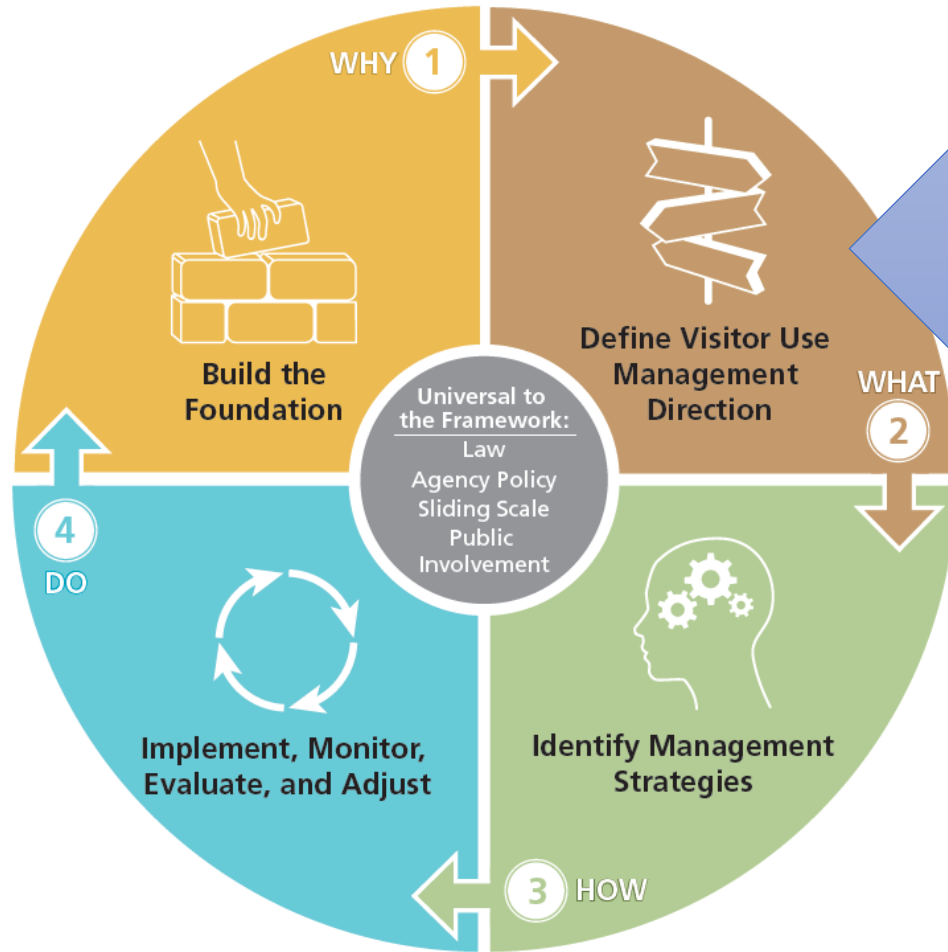 WHY 1
Build the
Foundation
Define Visitor Use
Management
Direction
WHAT
2
Universal to
the Framework:
Law
Agency Policy
Sliding Scale
Public
Involvement
Identify Management
Strategies
3 HOW
Implement, Monitor,
Evaluate, and Adjust
4
DO